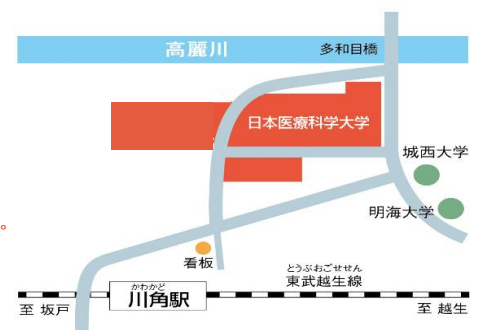 高麗川
多和目橋
日本医療科学大学
城西大学
明海大学
。
看板
とうぶおごせせん
東武越生線
かわかど
川角駅
至 坂戸
至 越生